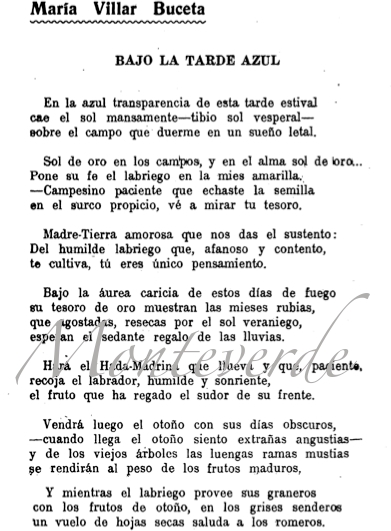 María Villar Buceta
BAJO LA TARDE AZUL
En la azul transparencia de esta tarde estival
cae el sol mansamente—tibio sol vesperal—
sobre el campo que duerme en un sueño letal.
Sol de oro en los campos, y en el alma sol de oro...
Pone su fe el labriego en la mies amarilla.
—Campesino paciente que echaste la semilla
en el surco propicio, vé a mirar tu tesoro.
Madre-Tierra amorosa que nos das el sustento:
Del humilde labriego que, afanoso y contento,
te cultiva, tú eres único pensamiento.
Bajo la áurea caricia de estos días de fuego
su tesoro de oro muestran las mieses rubias,
que agostadas, resecas por el sol veraniego,
esperan el sedante regalo de las lluvias.
Hará el Hada-Madrina que llueva y que, paciente,
recoja el labrador, humilde y sonriente,
el fruto que ha regado el sudor de su frente.
Monteverde
Vendrá luego el otoño con sus días obscuros,
—cuando llega el otoño siento extrañas angustias—
y de los viejos árboles las luengas ramas mustias
se rendirán al peso de los frutos maduros,
Y mientras el labriego provee sus graneros
con los frutos de otoño, en los grises senderos
un vuelo de hojas secas saluda a los romeros.